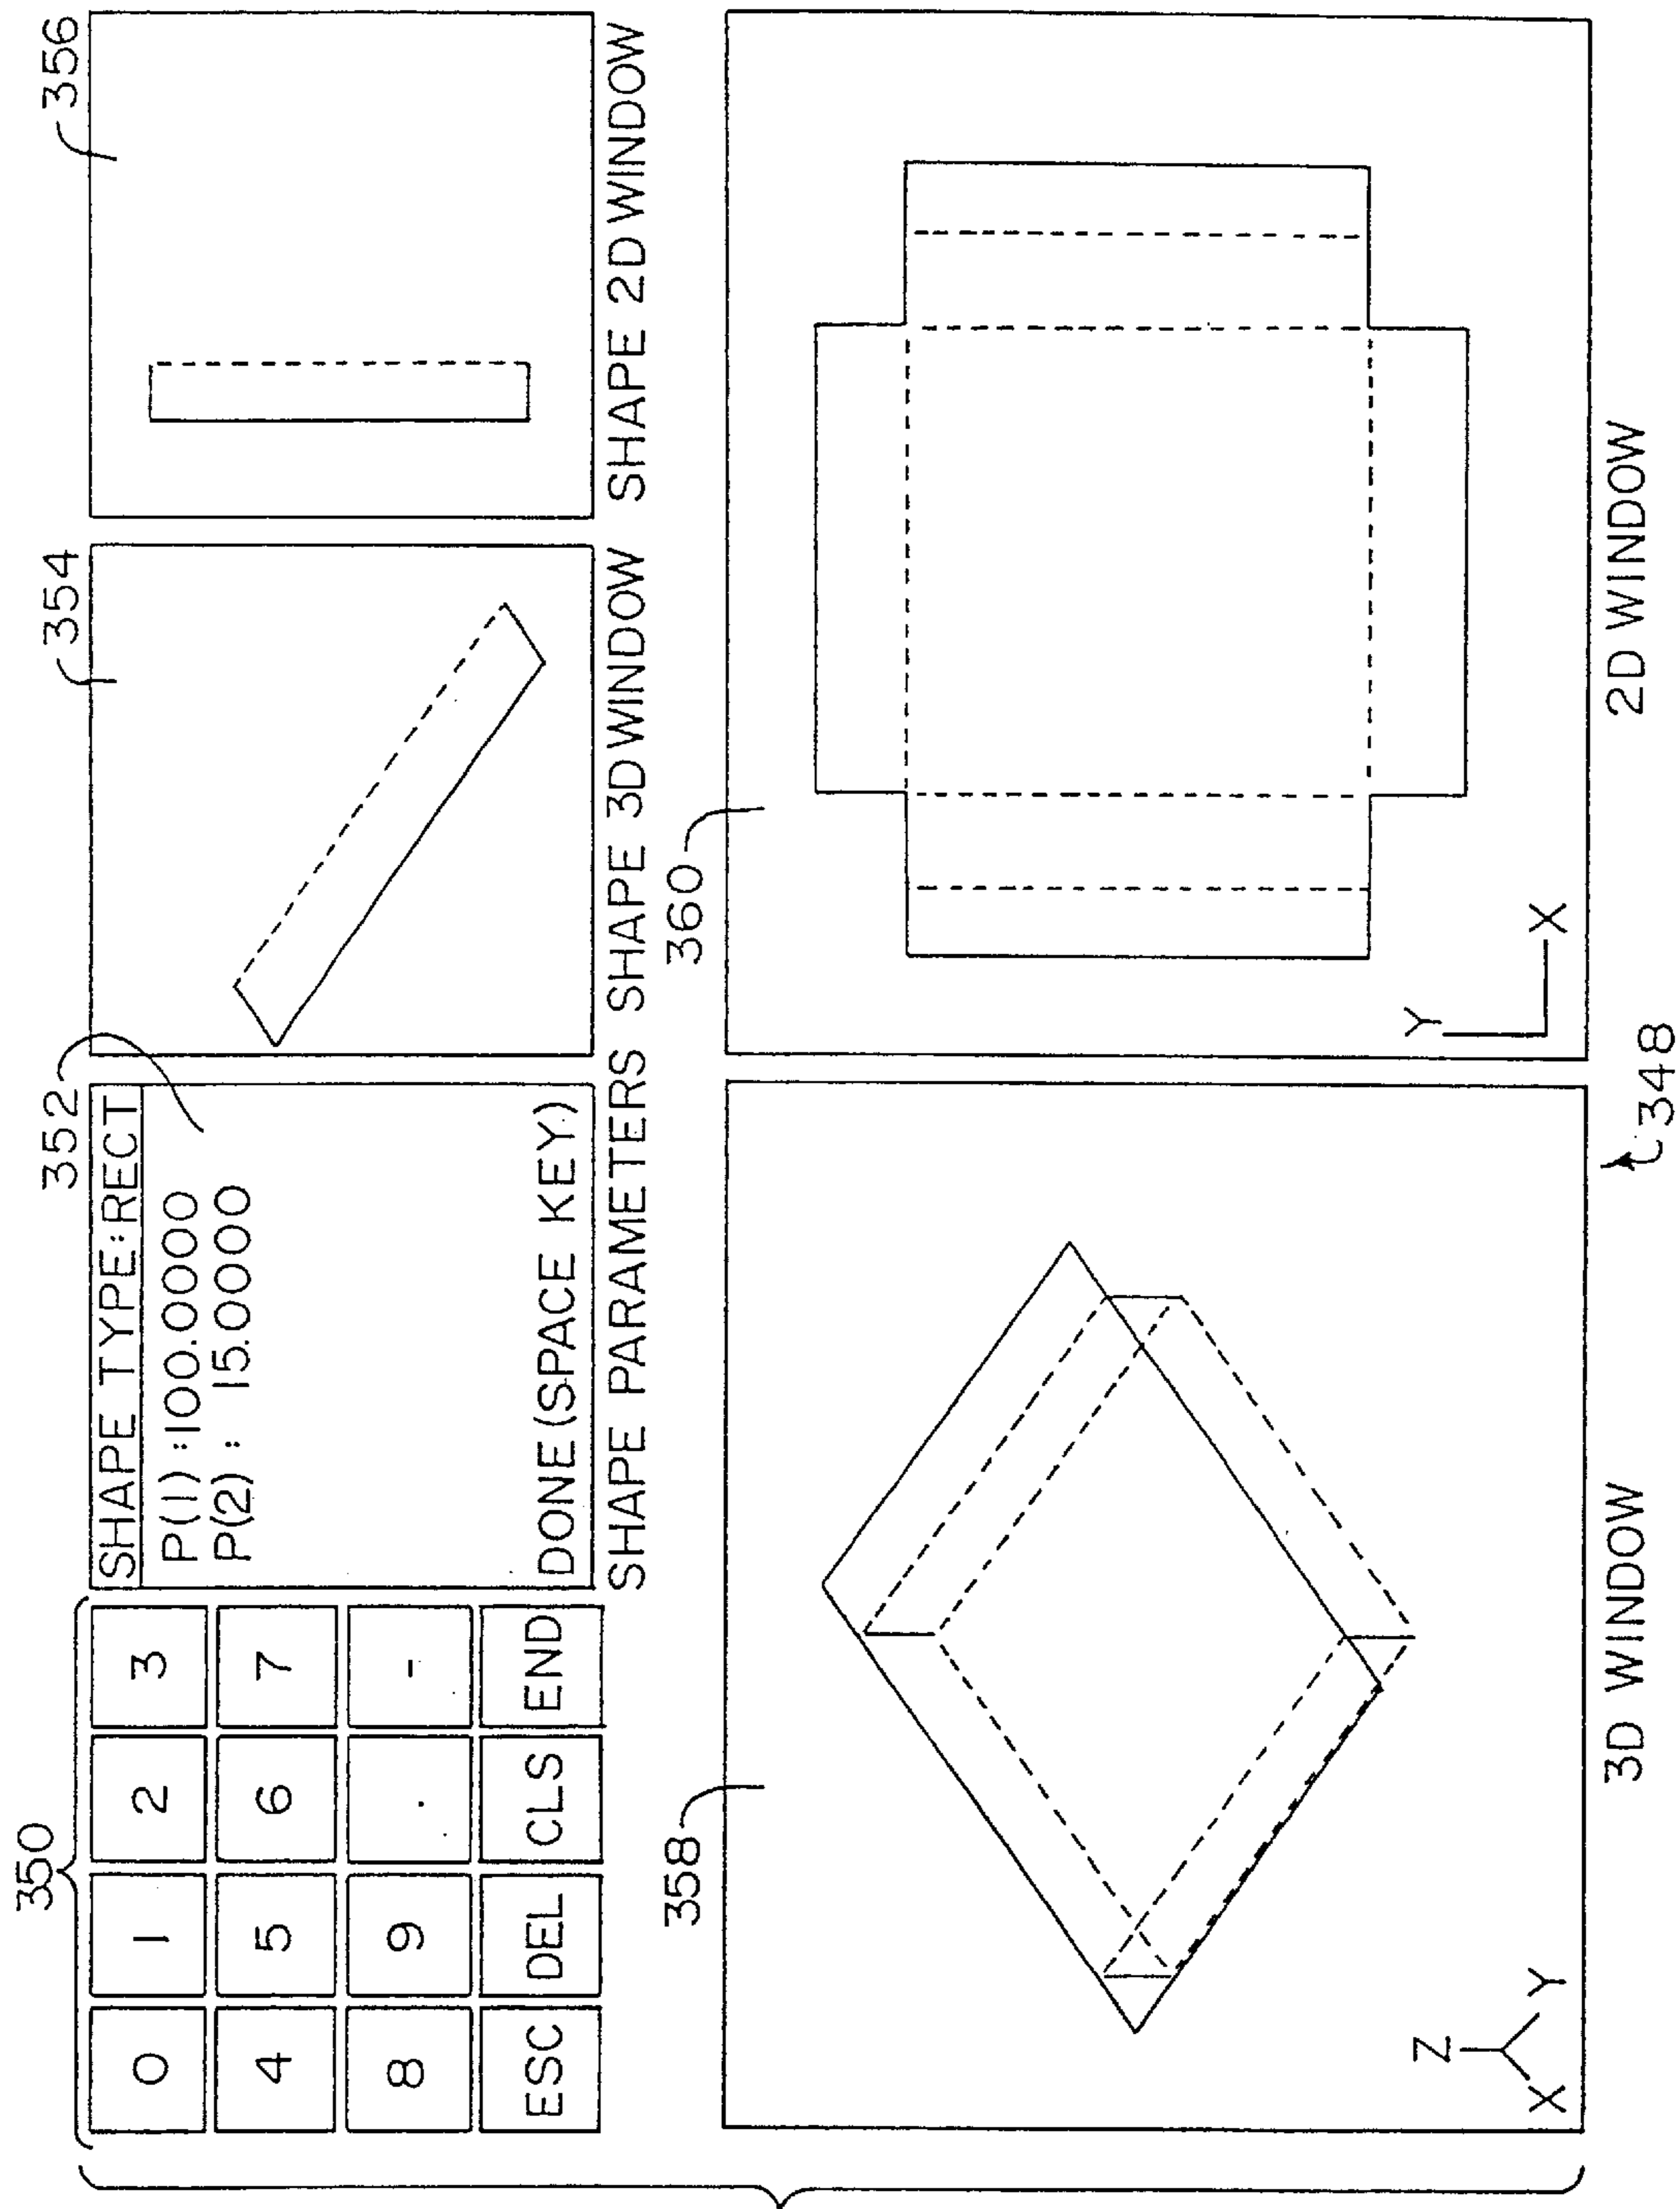 350
0 1 2 3
4 5 6 7
8 9 . -
ESC DEL CLS END
352
SHAPE TYPE:RECT
P(1):100.0000
P(2): 15.0000
DONE(SPACE KEY)
SHAPE PARAMETERS
354
SHAPE 3D WINDOW
356
SHAPE 2D WINDOW
358
Z
X Y
3D WINDOW
360
Y
X
2D WINDOW
348